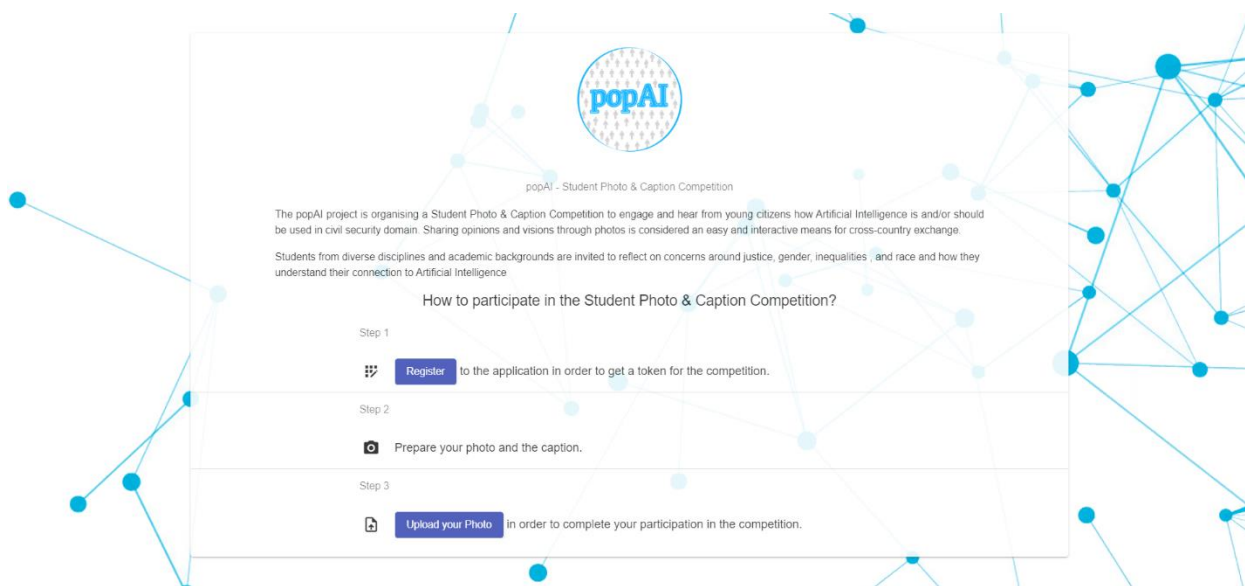 popAI
popAI - Student Photo & Caption Competition
The popAI project is organising a Student Photo & Caption Competition to engage and hear from young citizens how Artificial Intelligence is and/or should
be used in civil security domain. Sharing opinions and visions through photos is considered an easy and interactive means for cross-country exchange.
Students from diverse disciplines and academic backgrounds are invited to reflect on concerns around justice, gender, inequalities , and race and how they
understand their connection to Artificial Intelligence
How to participate in the Student Photo & Caption Competition?
Step 1
Register to the application in order to get a token for the competition.
Step 2
Prepare your photo and the caption.
Step 3
Upload your Photo in order to complete your participation in the competition.